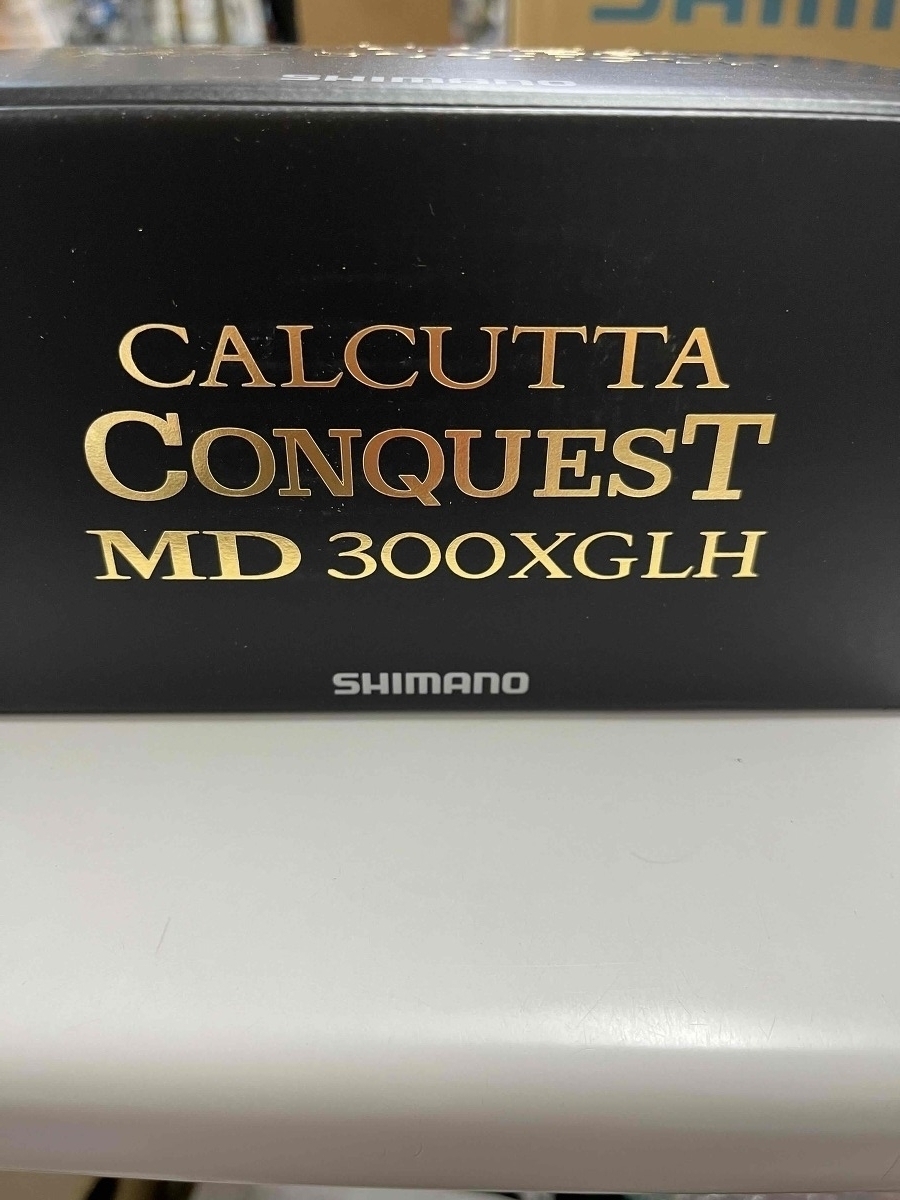 SHIMANO
CALCUTTA
CONQUEST
MD 300XGLH
SHIMANO